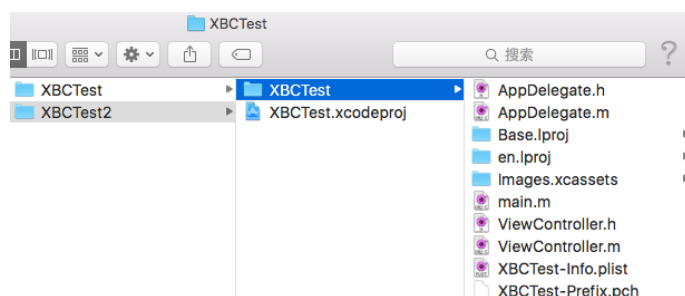 XBCTest
搜索
?
XBCTest
XBCTest2
XBCTest
XBCTest.xcodeproj
AppDelegate.h
AppDelegate.m
Base.lproj
en.lproj
Images.xcassets
main.m
ViewController.h
ViewController.m
XBCTest-Info.plist
XBCTest-Prefix.pch